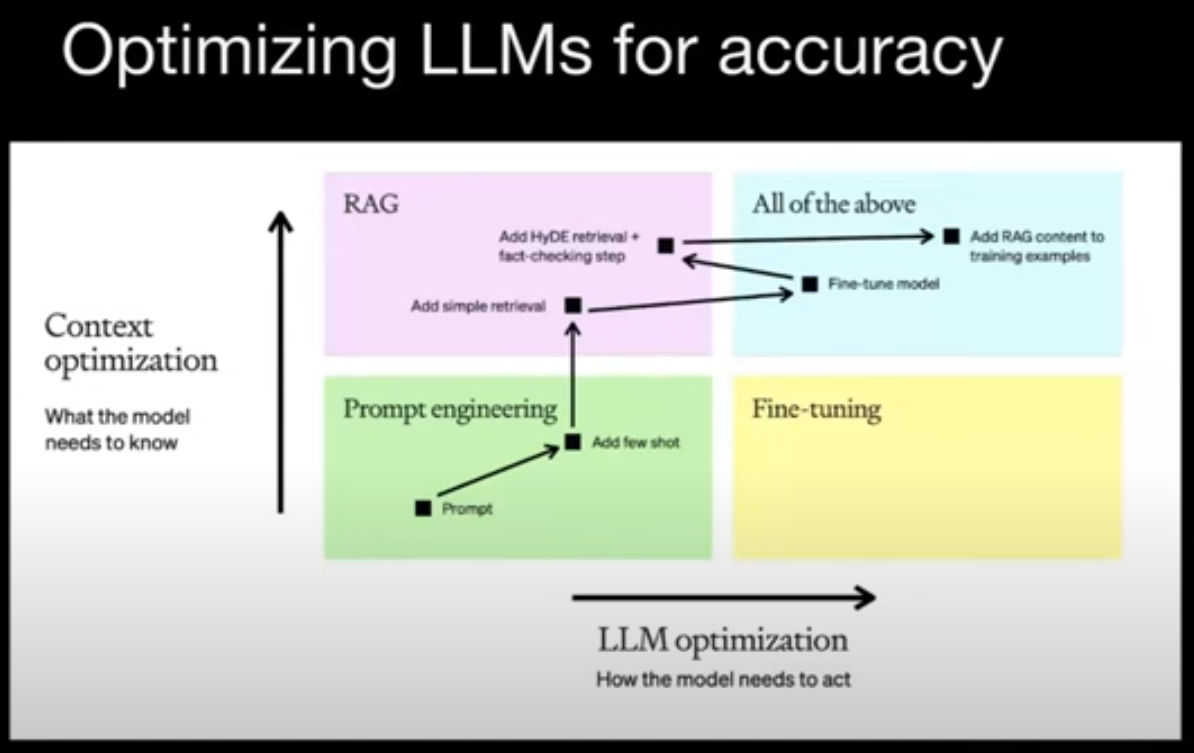 Optimizing LLMs for accuracy
RAG
Add HyDE retrieval +
fact-checking step
Add simple retrieval
All of the above
Add RAG content to
training examples
Fine-tune model
Context
optimization
What the model
needs to know
Prompt engineering
Add few shot
Prompt
Fine-tuning
LLM optimization
How the model needs to act